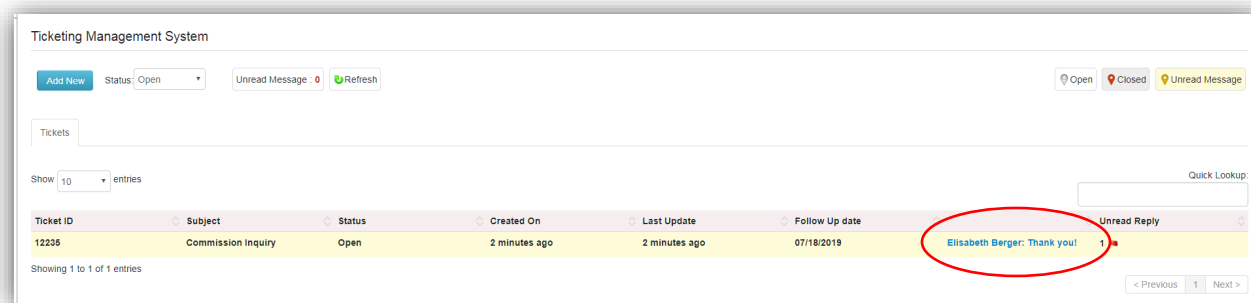 Ticketing Management System
Add New Status: Open Unread Message : 0 Refresh Open Closed Unread Message
Tickets
Show 10 entries
Quick Lookup:
Ticket ID Subject Status Created On Last Update Follow Up date Unread Reply
12235 Commission Inquiry Open 2 minutes ago 2 minutes ago 07/18/2019 Elisabeth Berger: Thank you! 1
Showing 1 to 1 of 1 entries
< Previous 1 Next >